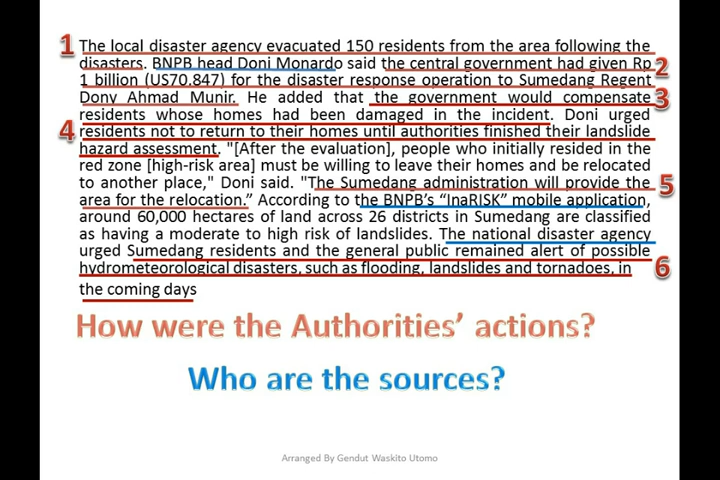 1 The local disaster agency evacuated 150 residents from the area following the
disasters. BNPB head Doni Monardo said the central government had given Rp 2
1 billion (US70.847) for the disaster response operation to Sumedang Regent
Dony Ahmad Munir. He added that the government would compensate 3
residents whose homes had been damaged in the incident. Doni urged
4 residents not to return to their homes until authorities finished their landslide
hazard assessment. "[After the evaluation], people who initially resided in the
red zone [high-risk area] must be willing to leave their homes and be relocated
to another place," Doni said. "The Sumedang administration will provide the 5
area for the relocation.” According to the BNPB’s “InaRISK” mobile application,
around 60,000 hectares of land across 26 districts in Sumedang are classified
as having a moderate to high risk of landslides. The national disaster agency
urged Sumedang residents and the general public remained alert of possible
hydrometeorological disasters, such as flooding, landslides and tornadoes, in 6
the coming days
How were the Authorities’ actions?
Who are the sources?
Arranged By Gendut Waskito Utomo